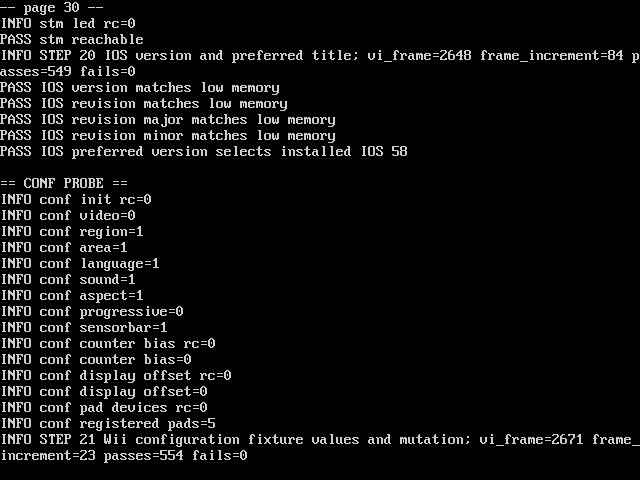 -- page 30 --
INFO stm led rc=0
PASS stm reachable
INFO STEP 20 IOS version and preferred title; vi_frame=2648 frame_increment=84 p
asses=549 fails=0
PASS IOS version matches low memory
PASS IOS revision matches low memory
PASS IOS revision major matches low memory
PASS IOS revision minor matches low memory
PASS IOS preferred version selects installed IOS 58
== CONF PROBE ==
INFO conf init rc=0
INFO conf video=0
INFO conf region=1
INFO conf area=1
INFO conf language=1
INFO conf sound=1
INFO conf aspect=1
INFO conf progressive=0
INFO conf sensorbar=1
INFO conf counter bias rc=0
INFO conf counter bias=0
INFO conf display offset rc=0
INFO conf display offset=0
INFO conf pad devices rc=0
INFO conf registered pads=5
INFO STEP 21 Wii configuration fixture values and mutation; vi_frame=2671 frame_
increment=23 passes=554 fails=0